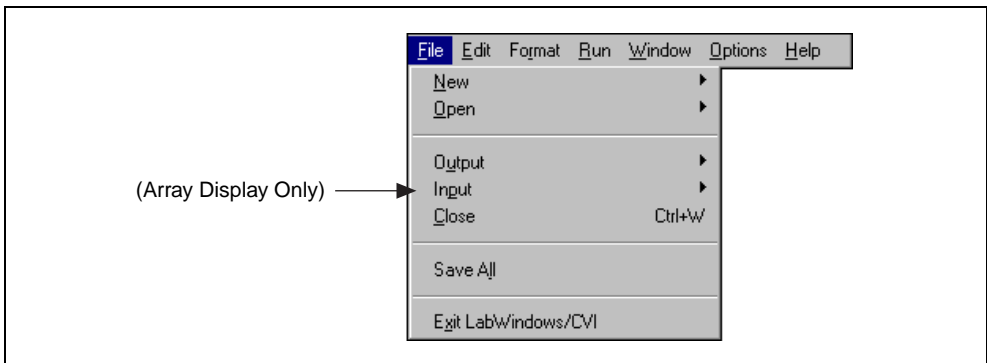 File Edit Format Run Window Options Help
New
Open
Output
(Array Display Only) Input
Close Ctrl+W
Save All
Exit LabWindows/CVI